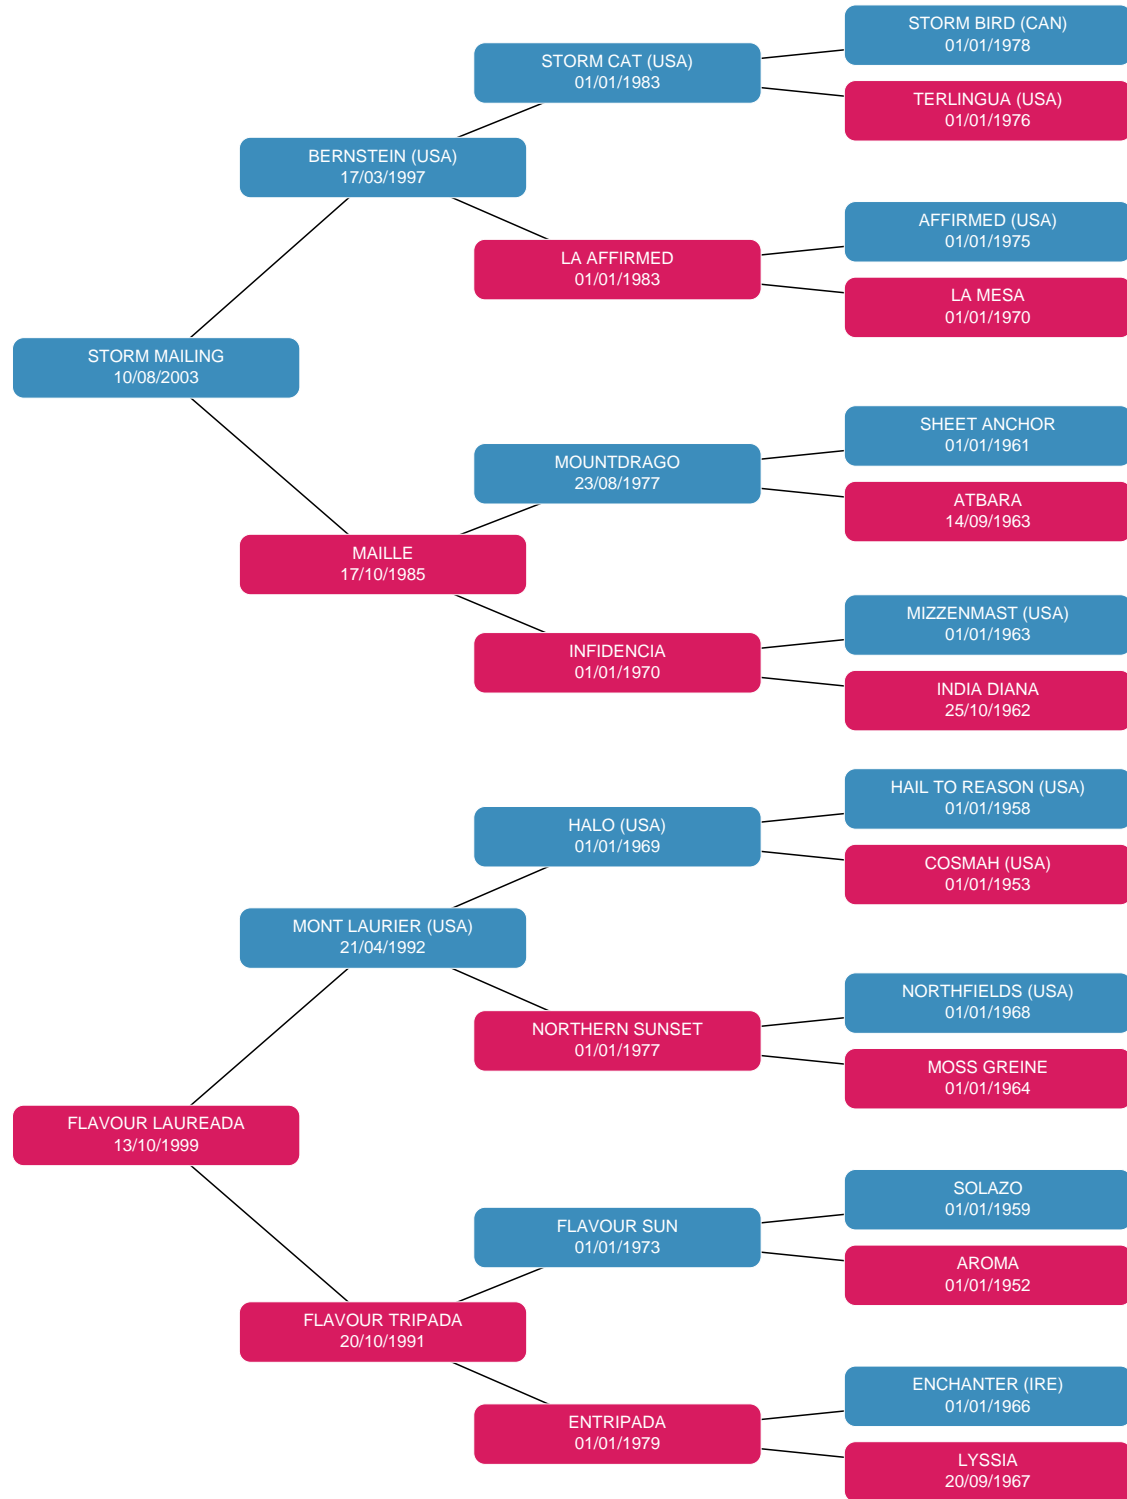 STORM BIRD (CAN)
01/01/1978
STORM CAT (USA)
01/01/1983
TERLINGUA (USA)
01/01/1976
BERNSTEIN (USA)
17/03/1997
AFFIRMED (USA)
01/01/1975
LA AFFIRMED
01/01/1983
LA MESA
01/01/1970
STORM MAILING
10/08/2003
SHEET ANCHOR
01/01/1961
MOUNTDRAGO
23/08/1977
ATBARA
14/09/1963
MAILLE
17/10/1985
MIZZENMAST (USA)
01/01/1963
INFIDENCIA
01/01/1970
INDIA DIANA
25/10/1962
HAIL TO REASON (USA)
01/01/1958
HALO (USA)
01/01/1969
COSMAH (USA)
01/01/1953
MONT LAURIER (USA)
21/04/1992
NORTHFIELDS (USA)
01/01/1968
NORTHERN SUNSET
01/01/1977
MOSS GREINE
01/01/1964
FLAVOUR LAUREADA
13/10/1999
SOLAZO
01/01/1959
FLAVOUR SUN
01/01/1973
AROMA
01/01/1952
FLAVOUR TRIPADA
20/10/1991
ENCHANTER (IRE)
01/01/1966
ENTRIPADA
01/01/1979
LYSSIA
20/09/1967